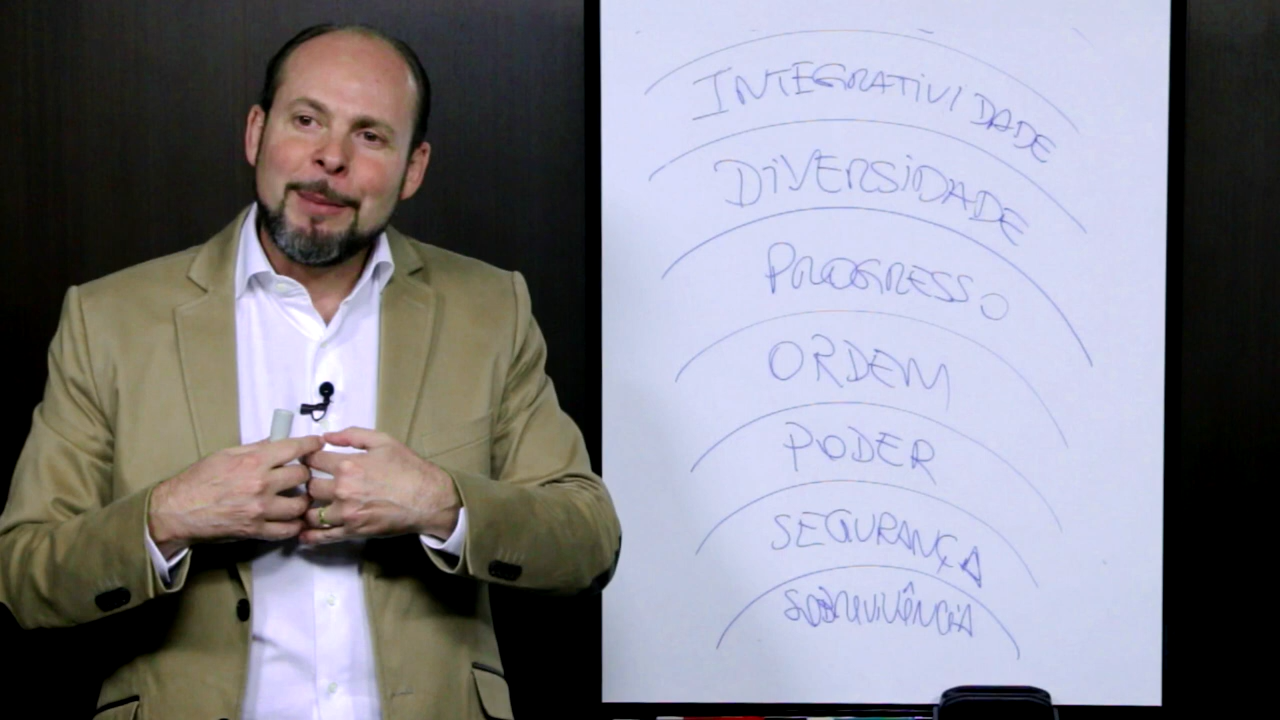 INTEGRATIVIDADE
DIVERSIDADE
PROGRESSO
ORDEM
PODER
SEGURANÇA
SOBREVIVÊNCIA